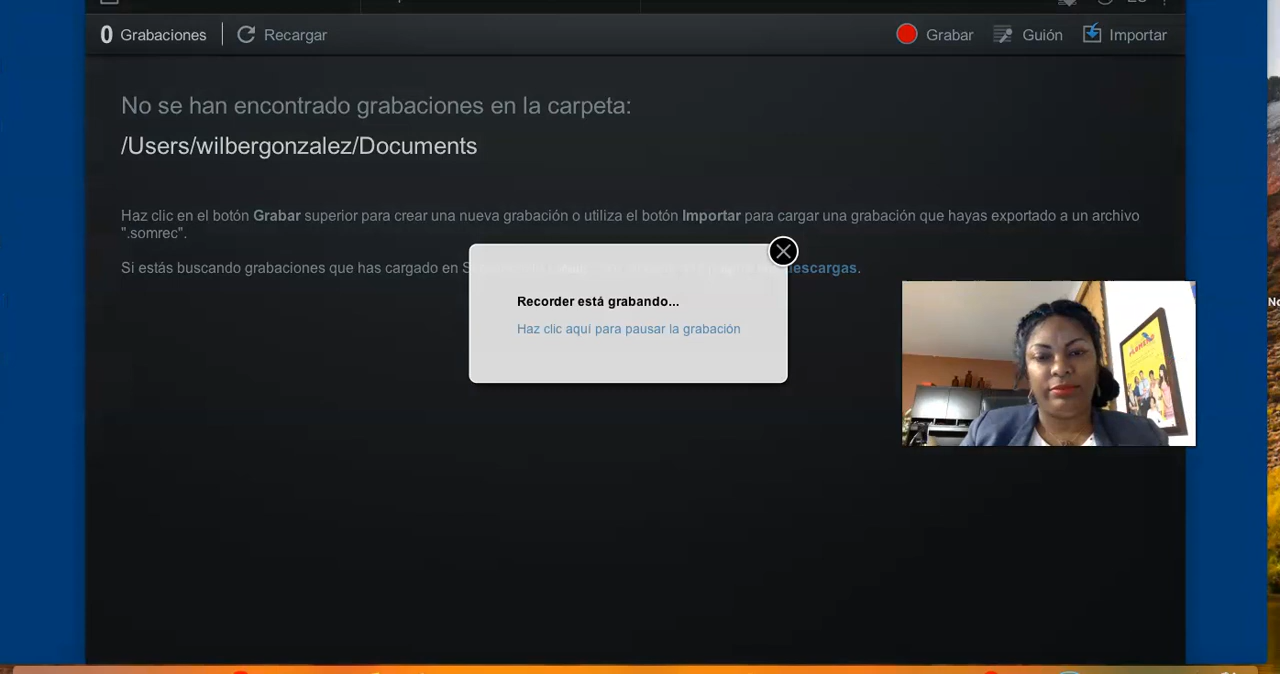 0 Grabaciones Recargar Grabar Guión Importar
No se han encontrado grabaciones en la carpeta:
/Users/wilbergonzalez/Documents
Haz clic en el botón Grabar superior para crear una nueva grabación o utiliza el botón Importar para cargar una grabación que hayas exportado a un archivo
".somrec".
Si estás buscando grabaciones que has cargado en descargas.
Recorder está grabando...
Haz clic aquí para pausar la grabación